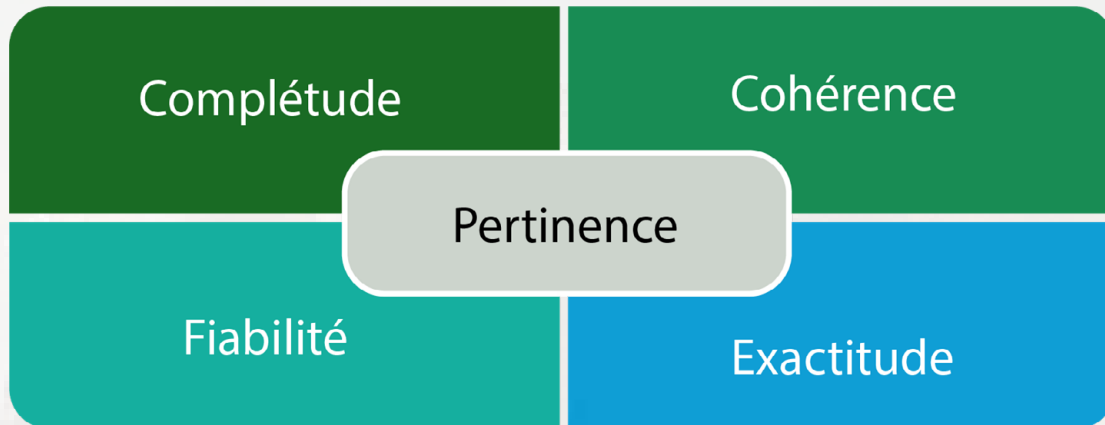 Complétude
Cohérence
Pertinence
Fiabilité
Exactitude